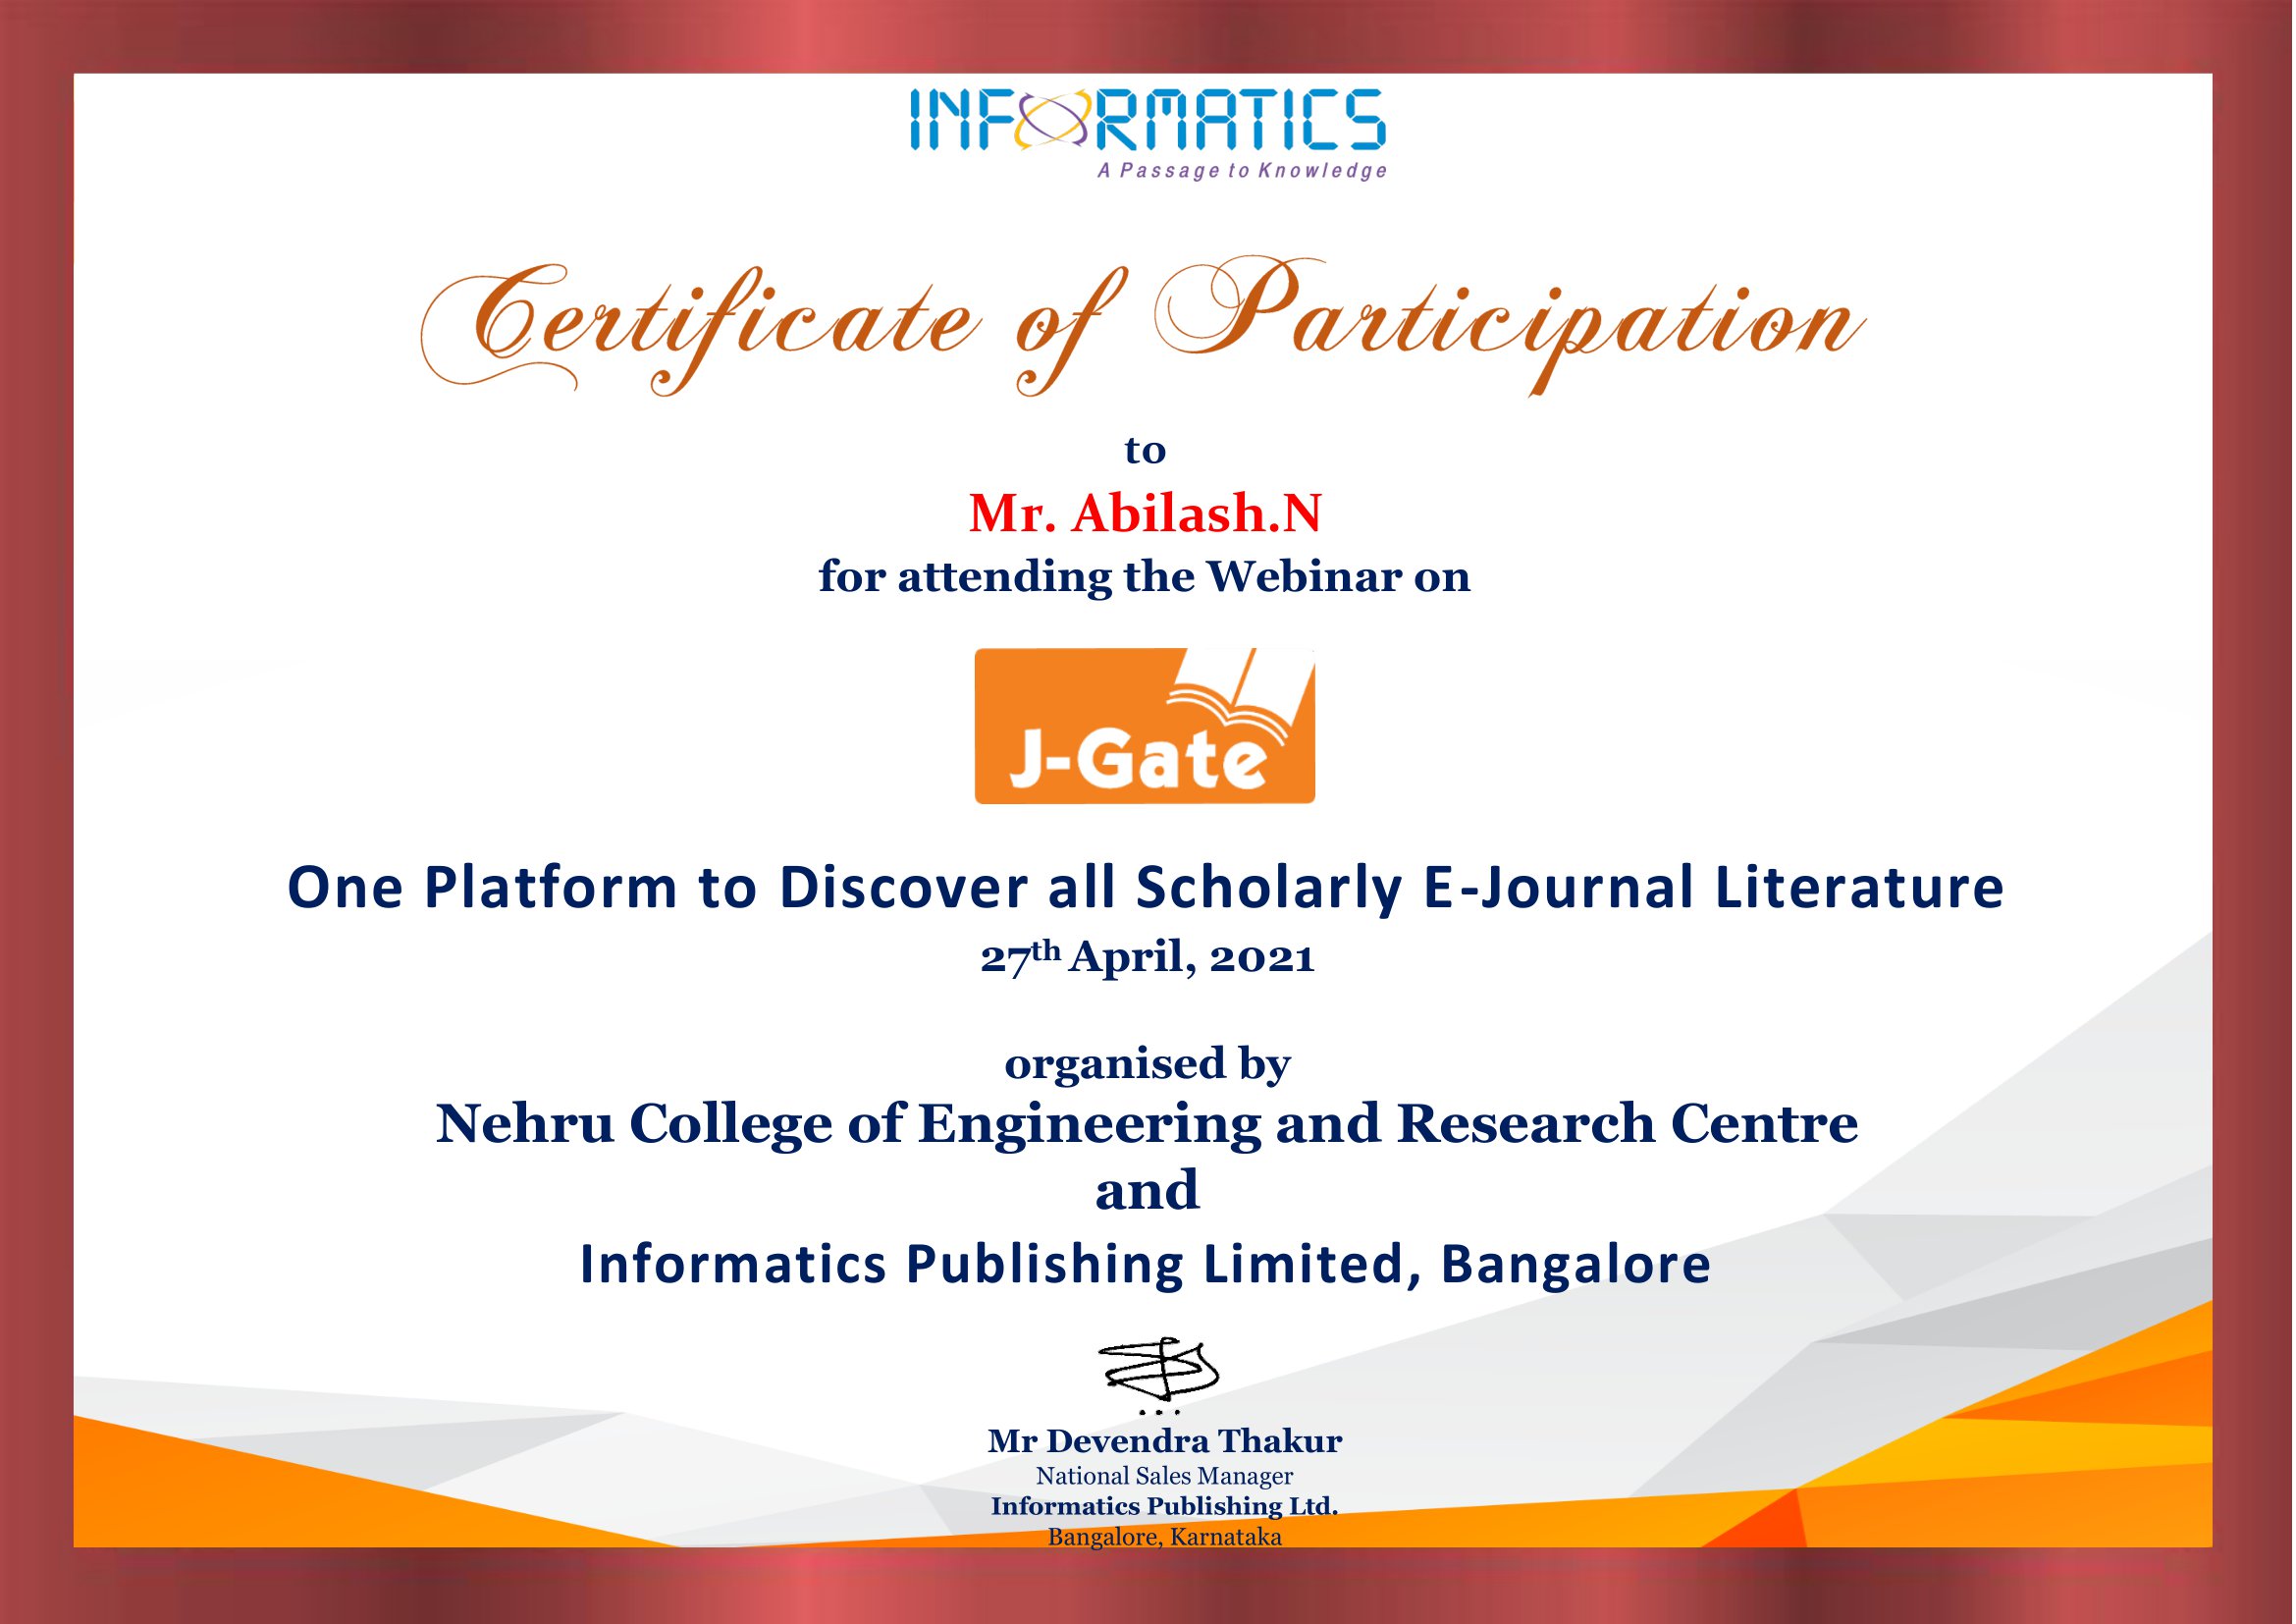 INFORMATICS
A Passage to Knowledge
Certificate of Participation
to
Mr. Abilash.N
for attending the Webinar on
J-Gate
One Platform to Discover all Scholarly E-Journal Literature
27th April, 2021
organised by
Nehru College of Engineering and Research Centre
and
Informatics Publishing Limited, Bangalore
Mr Devendra Thakur
National Sales Manager
Informatics Publishing Ltd.
Bangalore, Karnataka